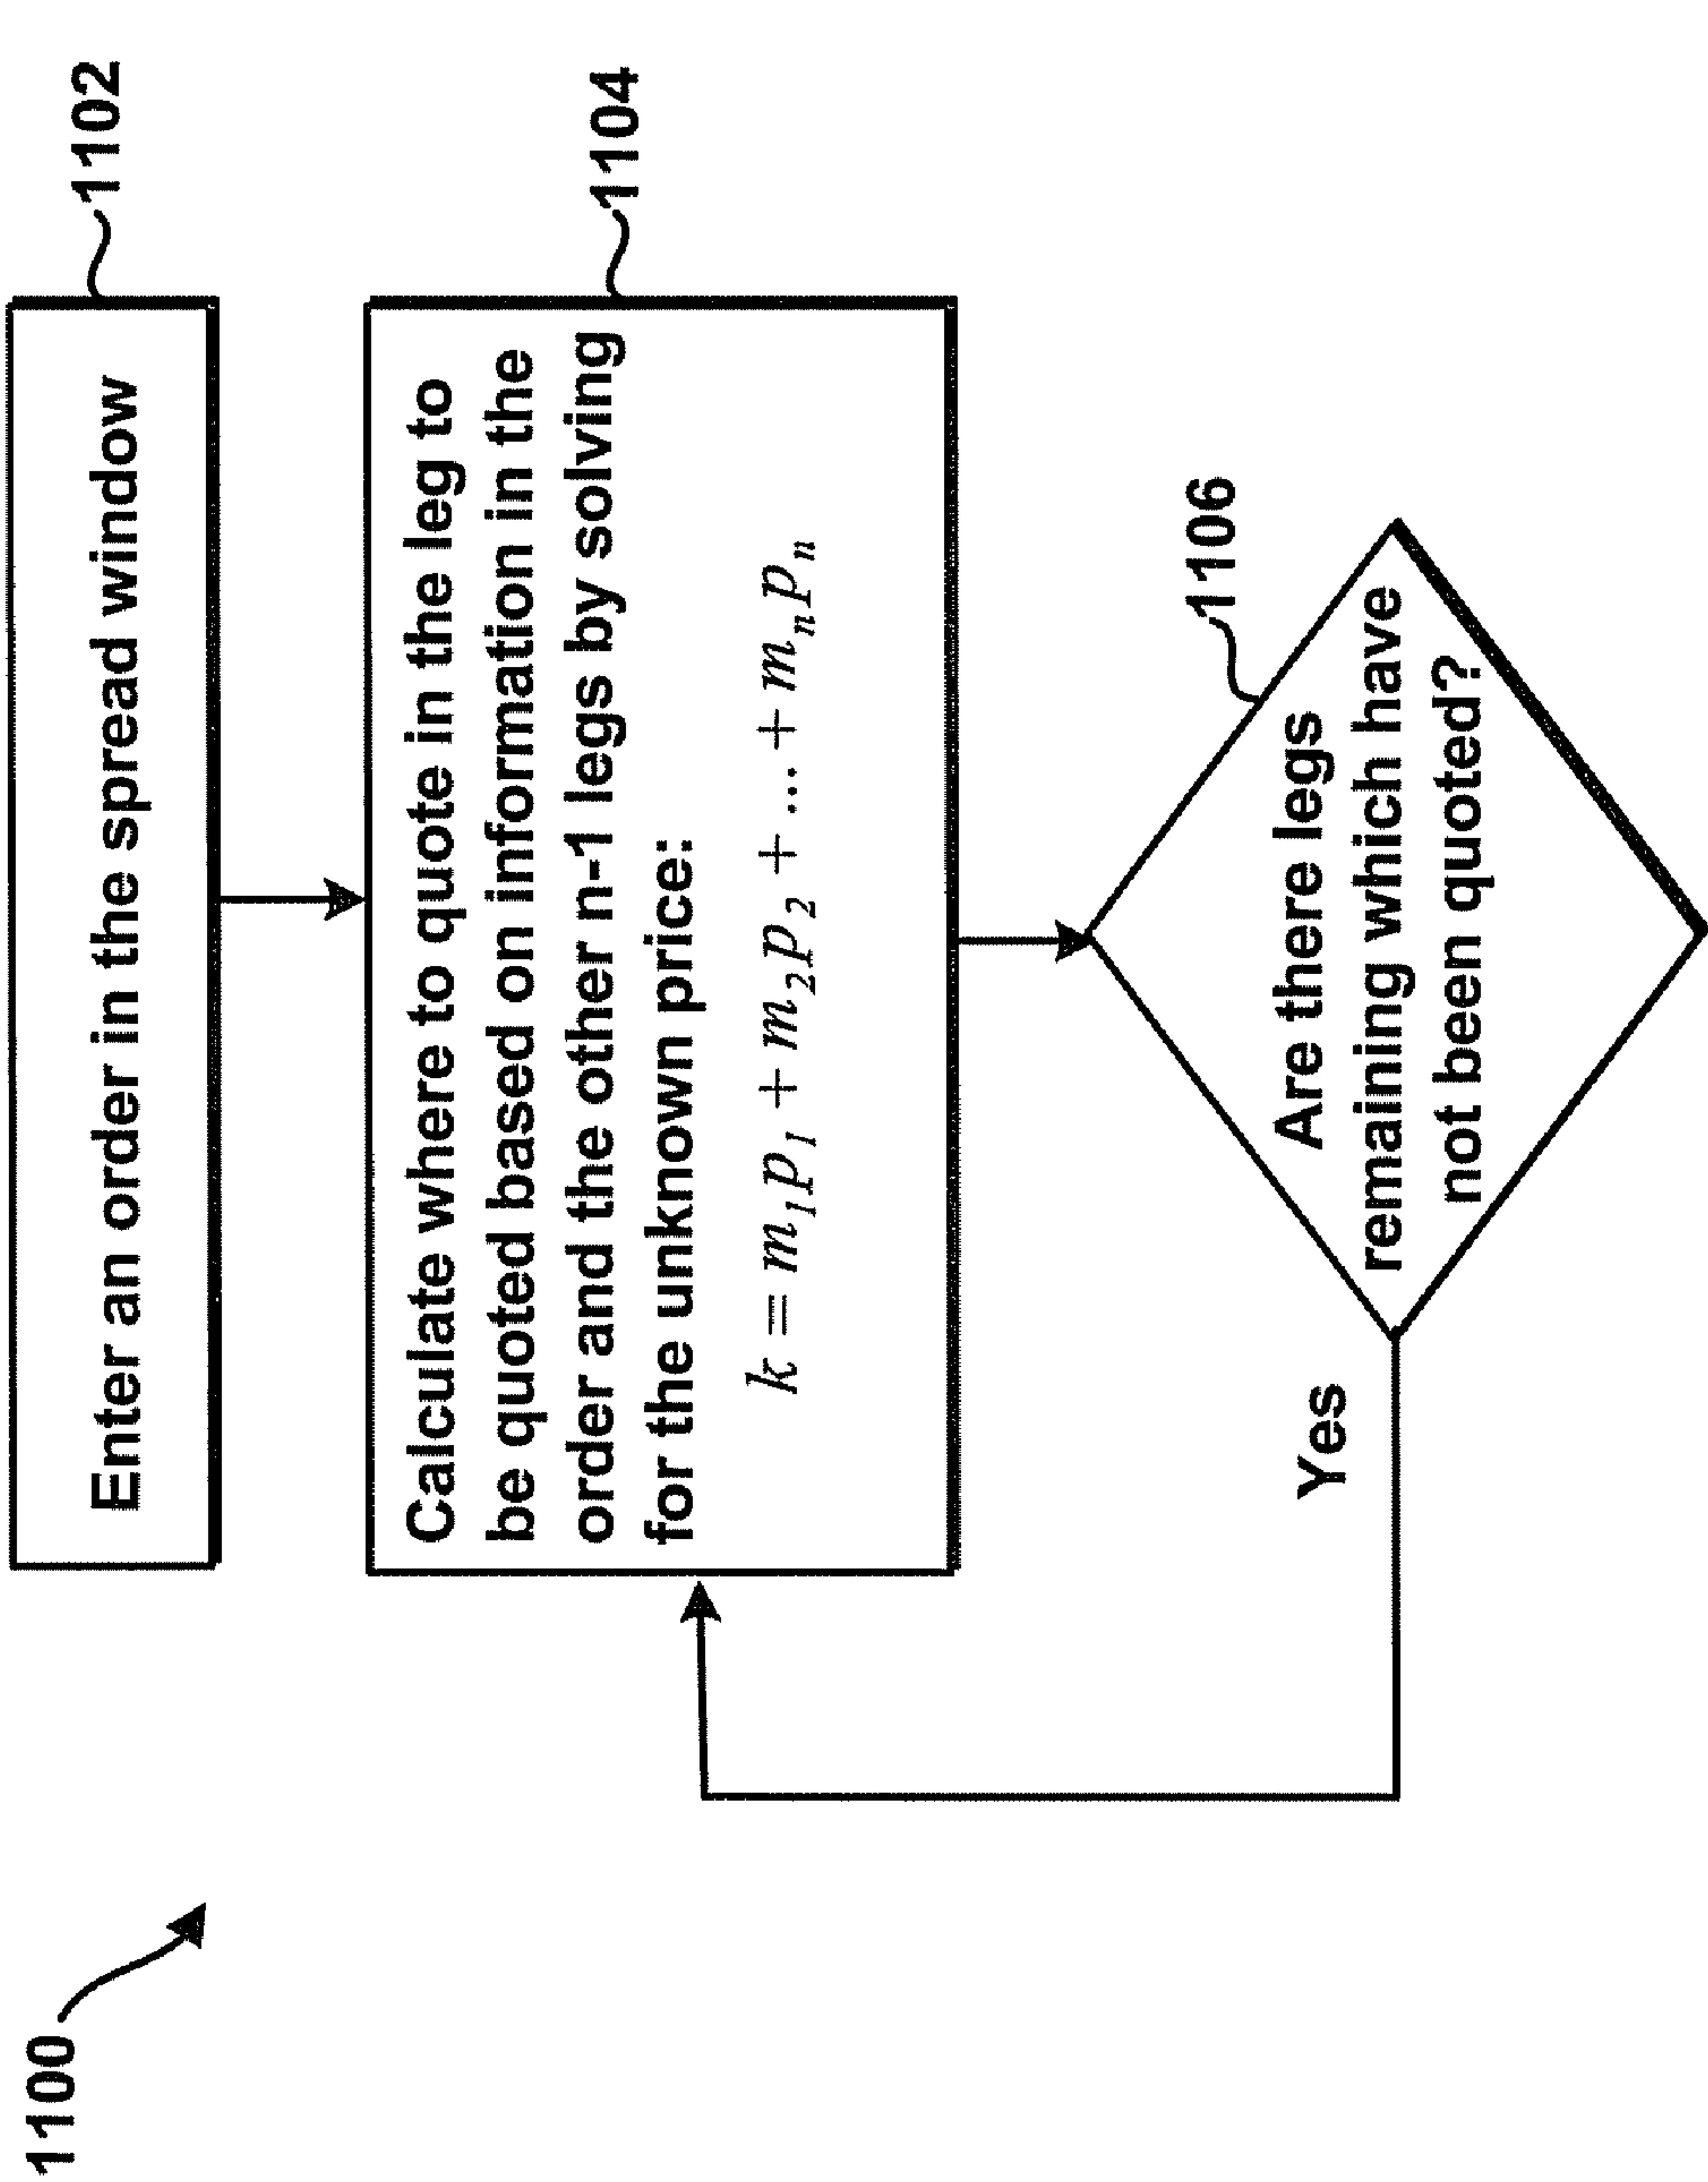 1100
Enter an order in the spread window
1102
Calculate where to quote in the leg to
be quoted based on information in the
order and the other n-1 legs by solving
for the unknown price:
k = m₁p₁ + m₂p₂ + ... + mₙpₙ
1104
Are there legs
remaining which have
not been quoted?
1106
Yes